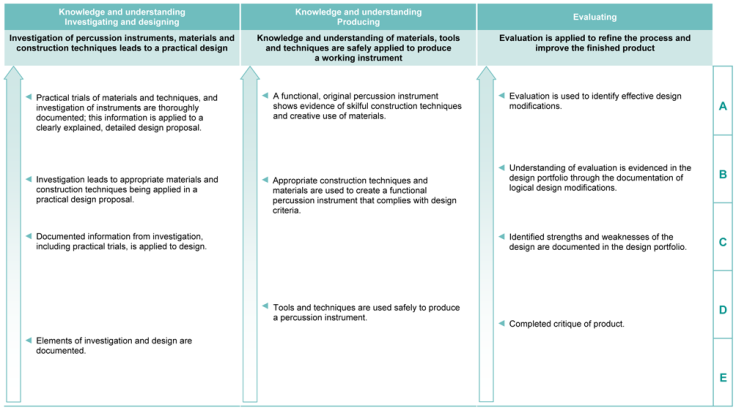 Knowledge and understanding
Investigating and designing
Investigation of percussion instruments, materials and
construction techniques leads to a practical design
Practical trials of materials and techniques, and
investigation of instruments are thoroughly
documented; this information is applied to a
clearly explained, detailed design proposal.
Investigation leads to appropriate materials and
construction techniques being applied in a
practical design proposal.
Documented information from investigation,
including practical trials, is applied to design.
Elements of investigation and design are
documented.
Knowledge and understanding
Producing
Knowledge and understanding of materials, tools
and techniques are safely applied to produce
a working instrument
A functional, original percussion instrument
shows evidence of skilful construction techniques
and creative use of materials.
Appropriate construction techniques and
materials are used to create a functional
percussion instrument that complies with design
criteria.
Tools and techniques are used safely to produce
a percussion instrument.
Evaluating
Evaluation is applied to refine the process and
improve the finished product
Evaluation is used to identify effective design
modifications.
Understanding of evaluation is evidenced in the
design portfolio through the documentation of
logical design modifications.
Identified strengths and weaknesses of the
design are documented in the design portfolio.
Completed critique of product.
A
B
C
D
E